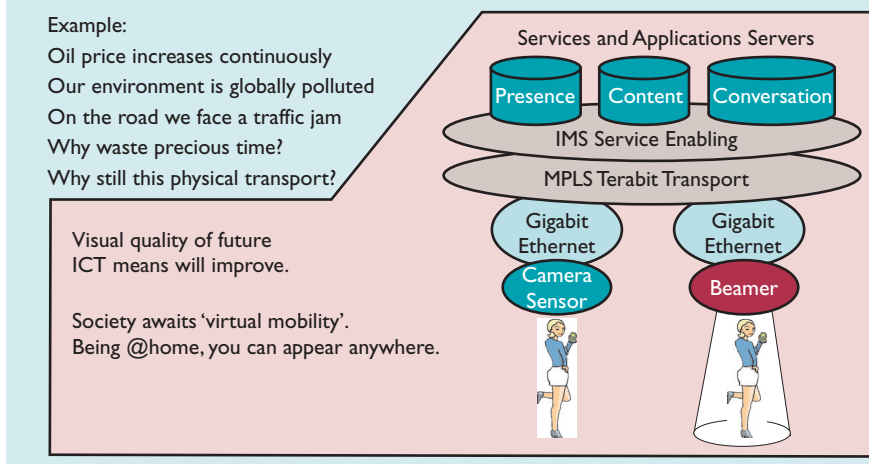 Example:
Oil price increases continuously
Our environment is globally polluted
On the road we face a traffic jam
Why waste precious time?
Why still this physical transport?
Visual quality of future
ICT means will improve.
Society awaits ‘virtual mobility’.
Being @home, you can appear anywhere.
Services and Applications Servers
Presence
Content
Conversation
IMS Service Enabling
MPLS Terabit Transport
Gigabit
Ethernet
Gigabit
Ethernet
Camera
Sensor
Beamer